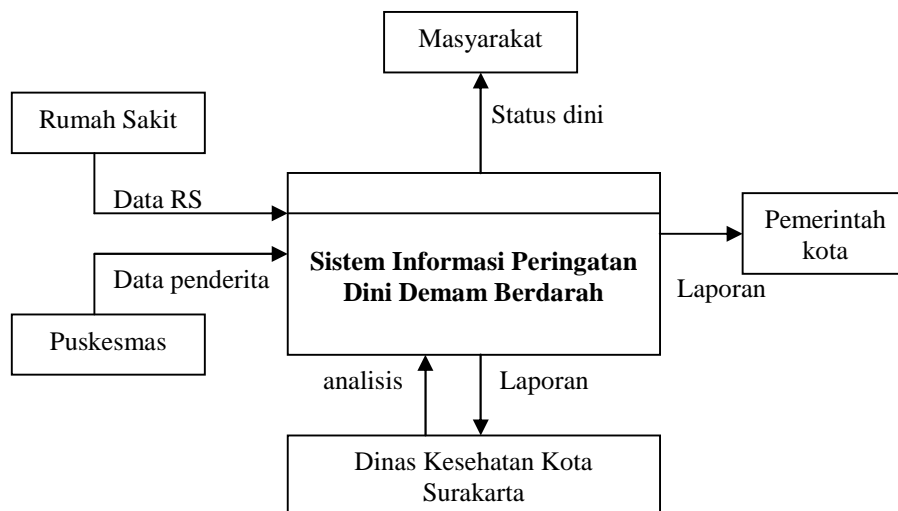 Masyarakat
Status dini
Rumah Sakit
Data RS
Sistem Informasi Peringatan
Dini Demam Berdarah
Pemerintah
kota
Laporan
Data penderita
Puskesmas
analisis
Laporan
Dinas Kesehatan Kota
Surakarta